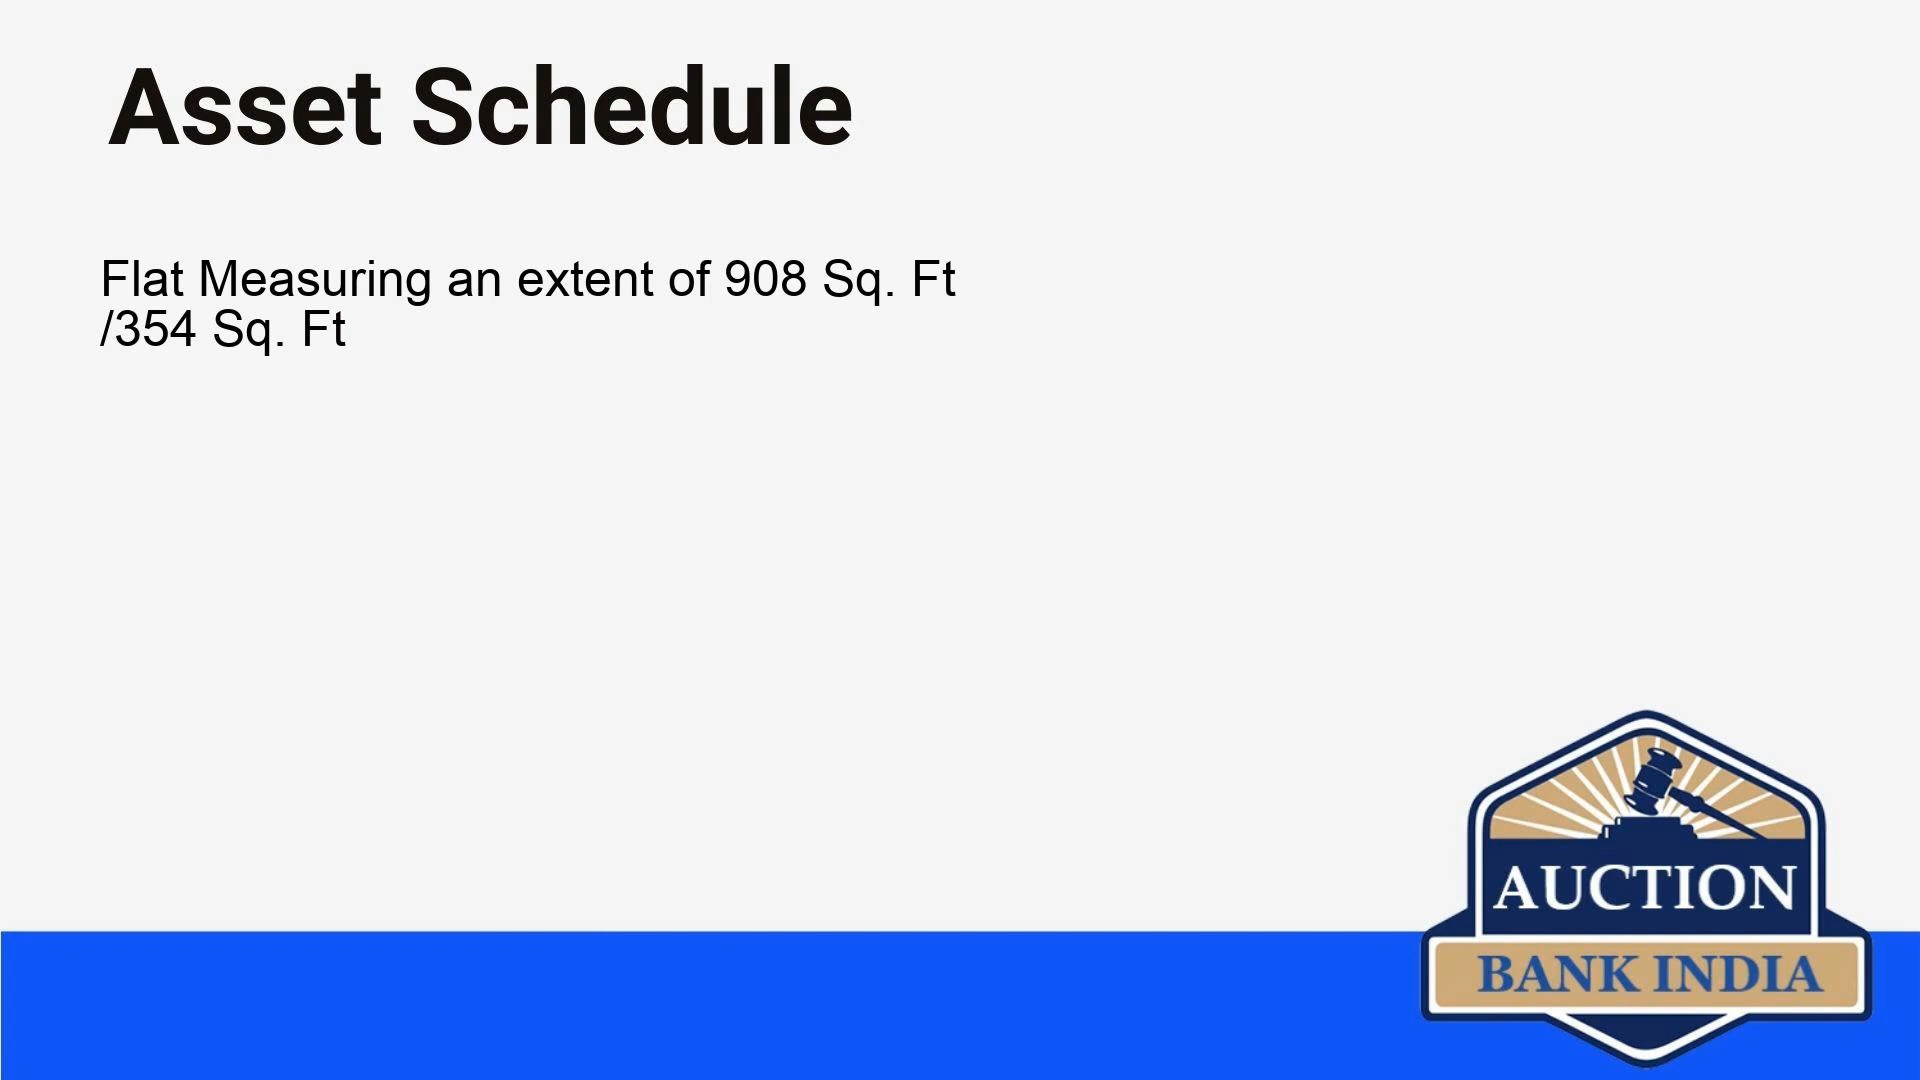 Asset Schedule
Flat Measuring an extent of 908 Sq. Ft
/354 Sq. Ft
AUCTION
BANK INDIA